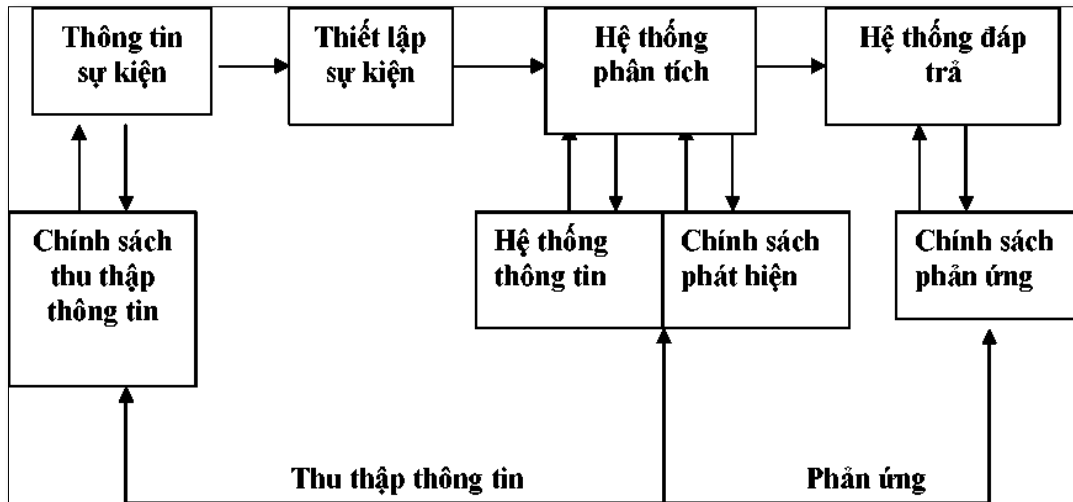 Thông tin
sự kiện
Thiết lập
sự kiện
Hệ thống
phân tích
Hệ thống đáp
trả
Chính sách
thu thập
thông tin
Hệ thống
thông tin
Chính sách
phát hiện
Chính sách
phản ứng
Thu thập thông tin
Phản ứng